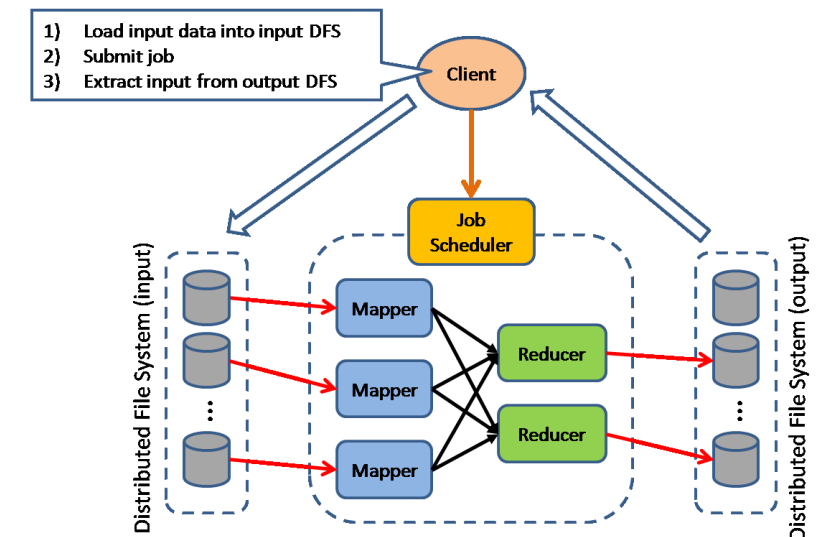 1) Load input data into input DFS
2) Submit job
3) Extract input from output DFS
Client
Job
Scheduler
Distributed File System (input)
Mapper
Mapper
Mapper
...
Reducer
Reducer
...
Distributed File System (output)